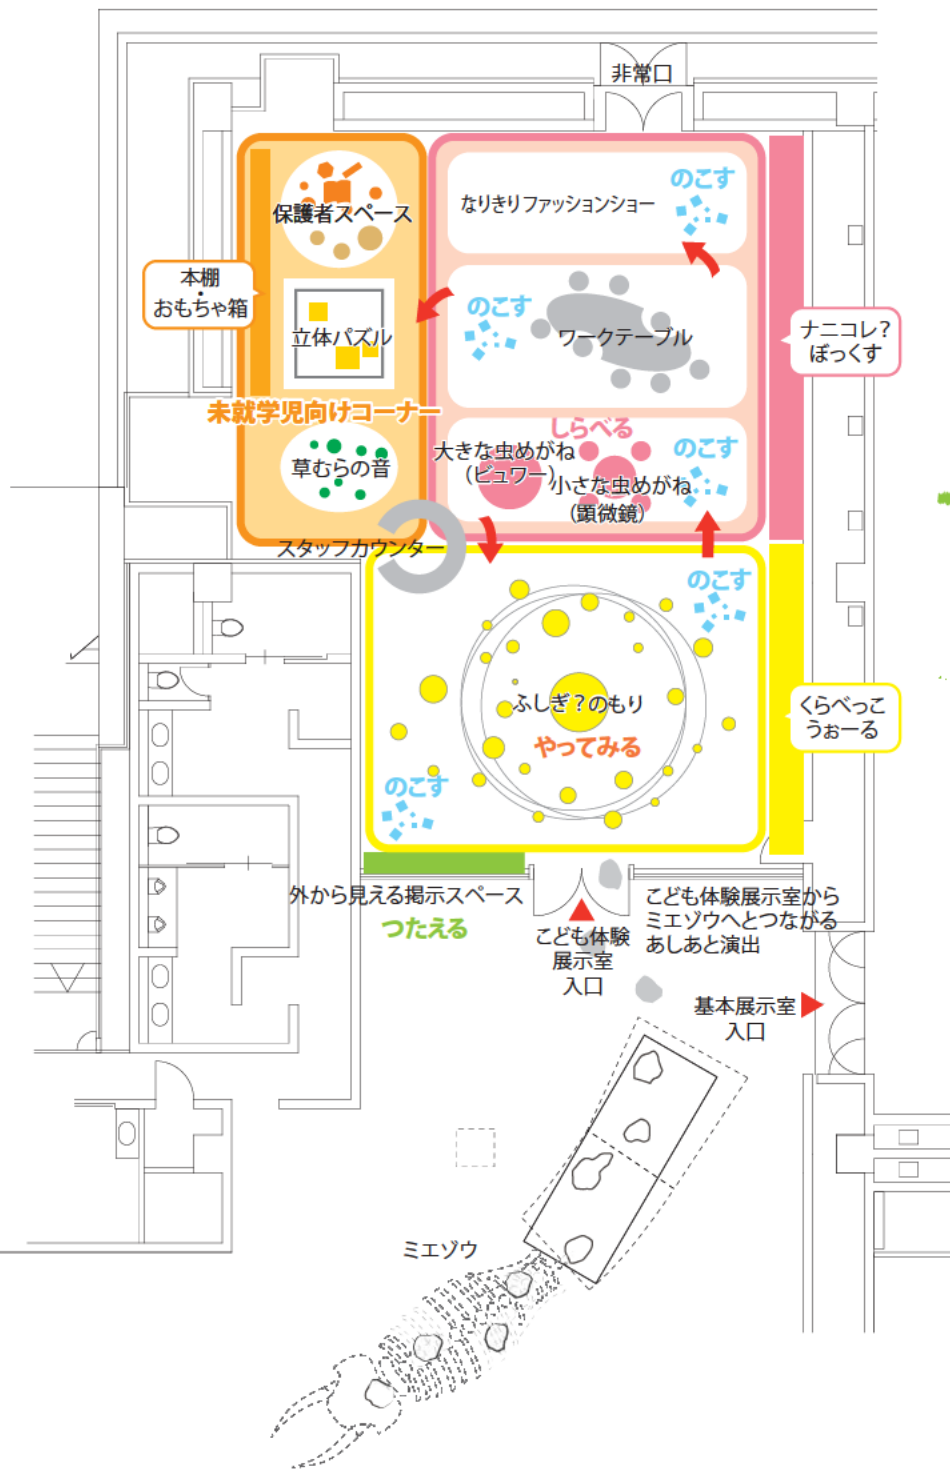 非常口
のこす
なりきりファッションショー
保護者スペース
本棚
・
おもちゃ箱
のこす
立体パズル
ワークテーブル
ナニコレ?
ぼっくす
未就学児向けコーナー
しらべる
のこす
大きな虫めがね
（ビュワー）
草むらの音
小さな虫めがね
（顕微鏡）
スタッフカウンター
のこす
ふしぎ？のもり
やってみる
くらべっこ
うぉーる
のこす
外から見える掲示スペース
つたえる
こども体験
展示室
入口
こども体験展示室から
ミエゾウへとつながる
あしあと演出
基本展示室
入口
ミエゾウ